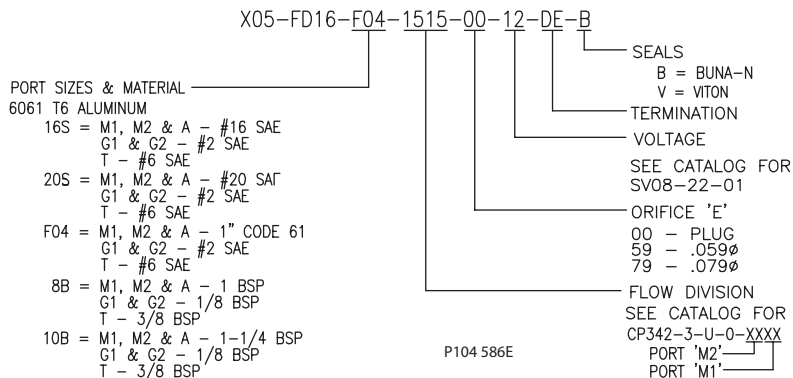 X05-FD16-F04-1515-00-12-DE-B
SEALS
B = BUNA-N
V = VITON
TERMINATION
VOLTAGE
SEE CATALOG FOR
SV08-22-01
ORIFICE 'E'
00 - PLUG
59 - .059ø
79 - .079ø
FLOW DIVISION
SEE CATALOG FOR
CP342-3-U-0-XXXX
PORT 'M2'
PORT 'M1'
PORT SIZES & MATERIAL
6061 T6 ALUMINUM
16S = M1, M2 & A - #16 SAE
G1 & G2 - #2 SAE
T - #6 SAE
20S = M1, M2 & A - #20 SAE
G1 & G2 - #2 SAE
T - #6 SAE
F04 = M1, M2 & A - 1" CODE 61
G1 & G2 - #2 SAE
T - #6 SAE
8B = M1, M2 & A - 1 BSP
G1 & G2 - 1/8 BSP
T - 3/8 BSP
10B = M1, M2 & A - 1-1/4 BSP
G1 & G2 - 1/8 BSP
T - 3/8 BSP
P104 586E